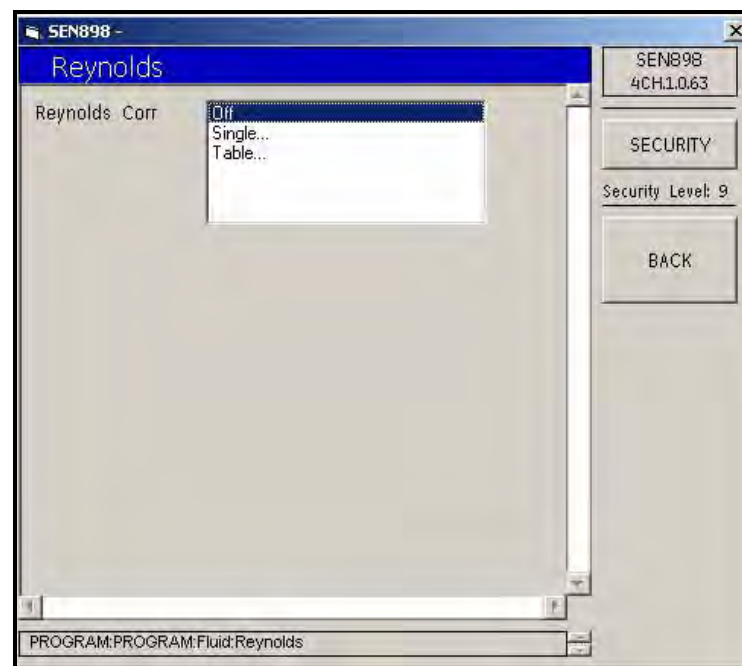 SEN898 -
Reynolds
Reynolds Corr
Off
Single...
Table...
SEN898
4CH.1.0.63
SECURITY
Security Level: 9
BACK
PROGRAM:PROGRAM:Fluid:Reynolds